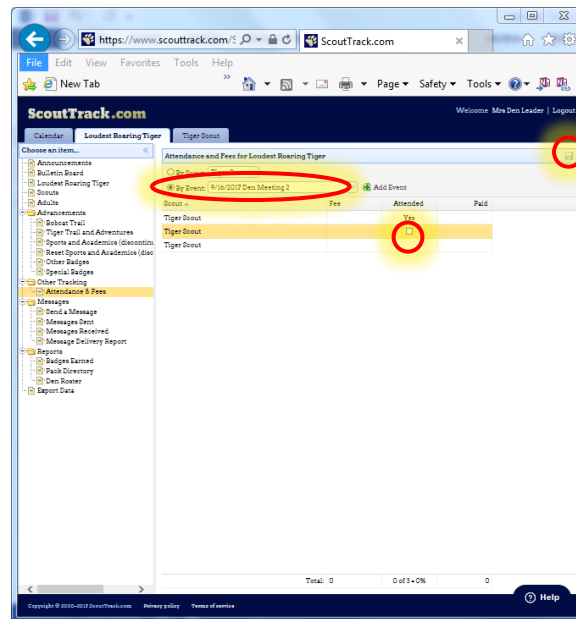 https://www.scouttrack.com/S
ScoutTrack.com
File Edit View Favorites Tools Help
New Tab
Page Safety Tools
ScoutTrack.com
Welcome Mrs Den Leader | Logout
Calendar Loudest Roaring Tiger Tiger Scout
Choose an item...
Announcements
Bulletin Board
Loudest Roaring Tiger
Scouts
Adults
Advancements
Bobcat Trail
Tiger Trail and Adventures
Sports and Academics (discontinu
Reset Sports and Academics (disc
Other Badges
Special Badges
Other Tracking
Attendance & Fees
Messages
Send a Message
Messages Sent
Messages Received
Message Delivery Report
Reports
Badges Earned
Pack Directory
Den Roster
Export Data
Attendance and Fees for Loudest Roaring Tiger
By Scout: Tiger Scout
By Event: 9/16/2017 Den Meeting 2 Add Event
Scout Fee Attended Paid
Tiger Scout Yes
Tiger Scout
Tiger Scout
Total: 0 0 of 3 = 0% 0
Help
Privacy policy Terms of service